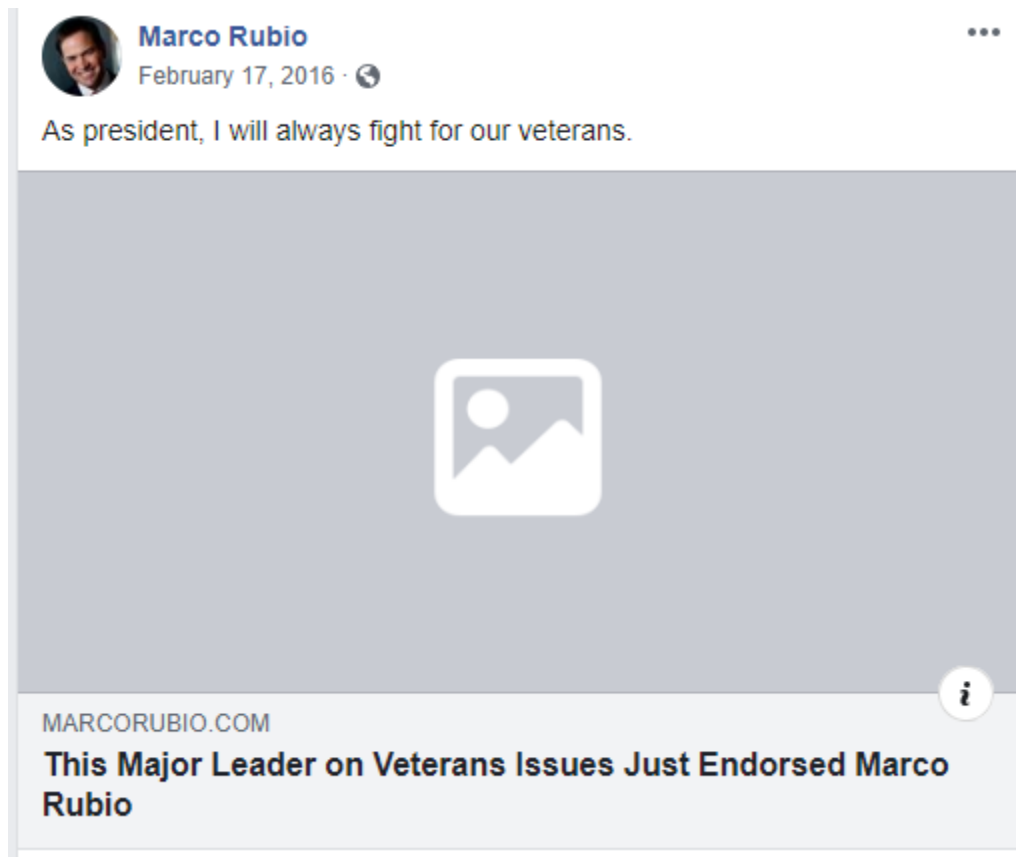 Marco Rubio
February 17, 2016 ·
As president, I will always fight for our veterans.
i
MARCORUBIO.COM
This Major Leader on Veterans Issues Just Endorsed Marco
Rubio